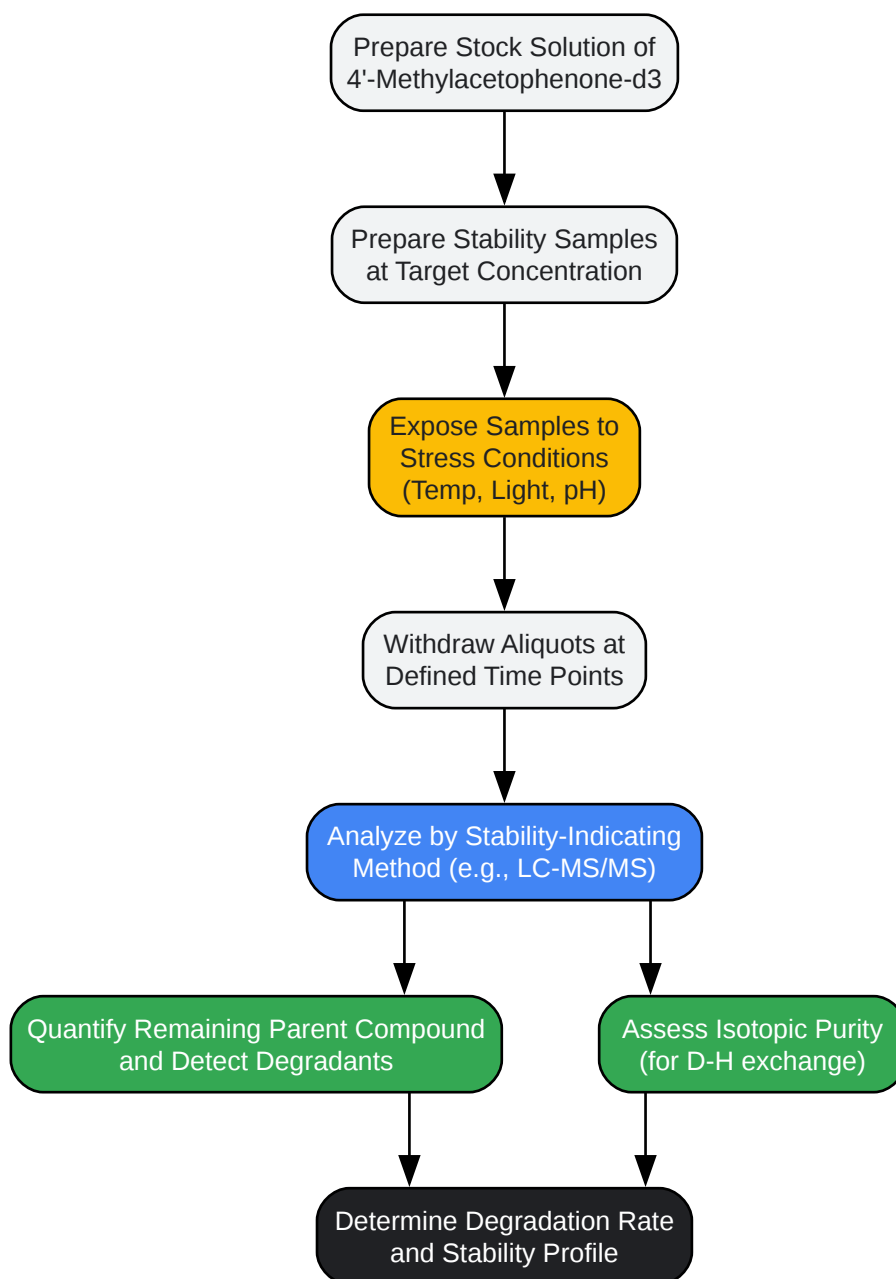 Prepare Stock Solution of
4'-Methylacetophenone-d3
Prepare Stability Samples
at Target Concentration
Expose Samples to
Stress Conditions
(Temp, Light, pH)
Withdraw Aliquots at
Defined Time Points
Analyze by Stability-Indicating
Method (e.g., LC-MS/MS)
Quantify Remaining Parent Compound
and Detect Degradants
Assess Isotopic Purity
(for D-H exchange)
Determine Degradation Rate
and Stability Profile